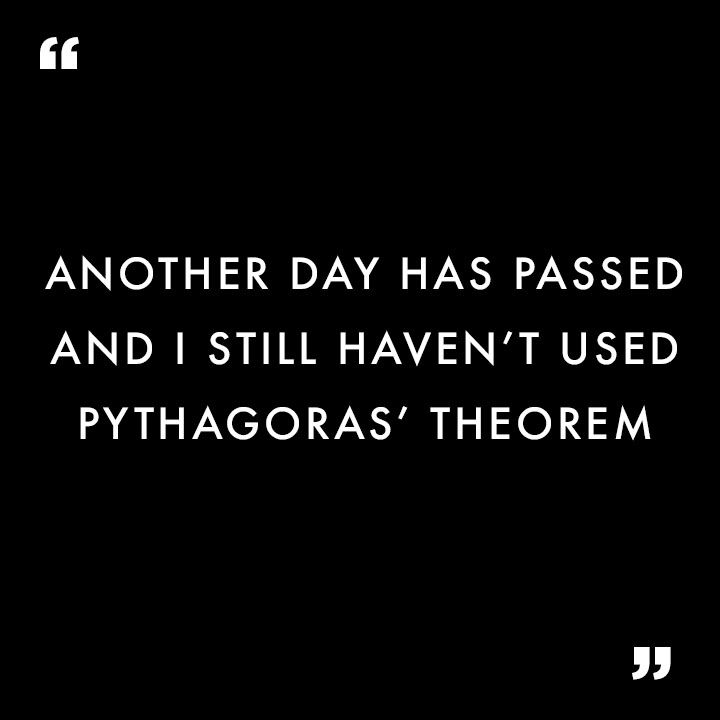 “
ANOTHER DAY HAS PASSED
AND I STILL HAVEN’T USED
PYTHAGORAS’ THEOREM
”